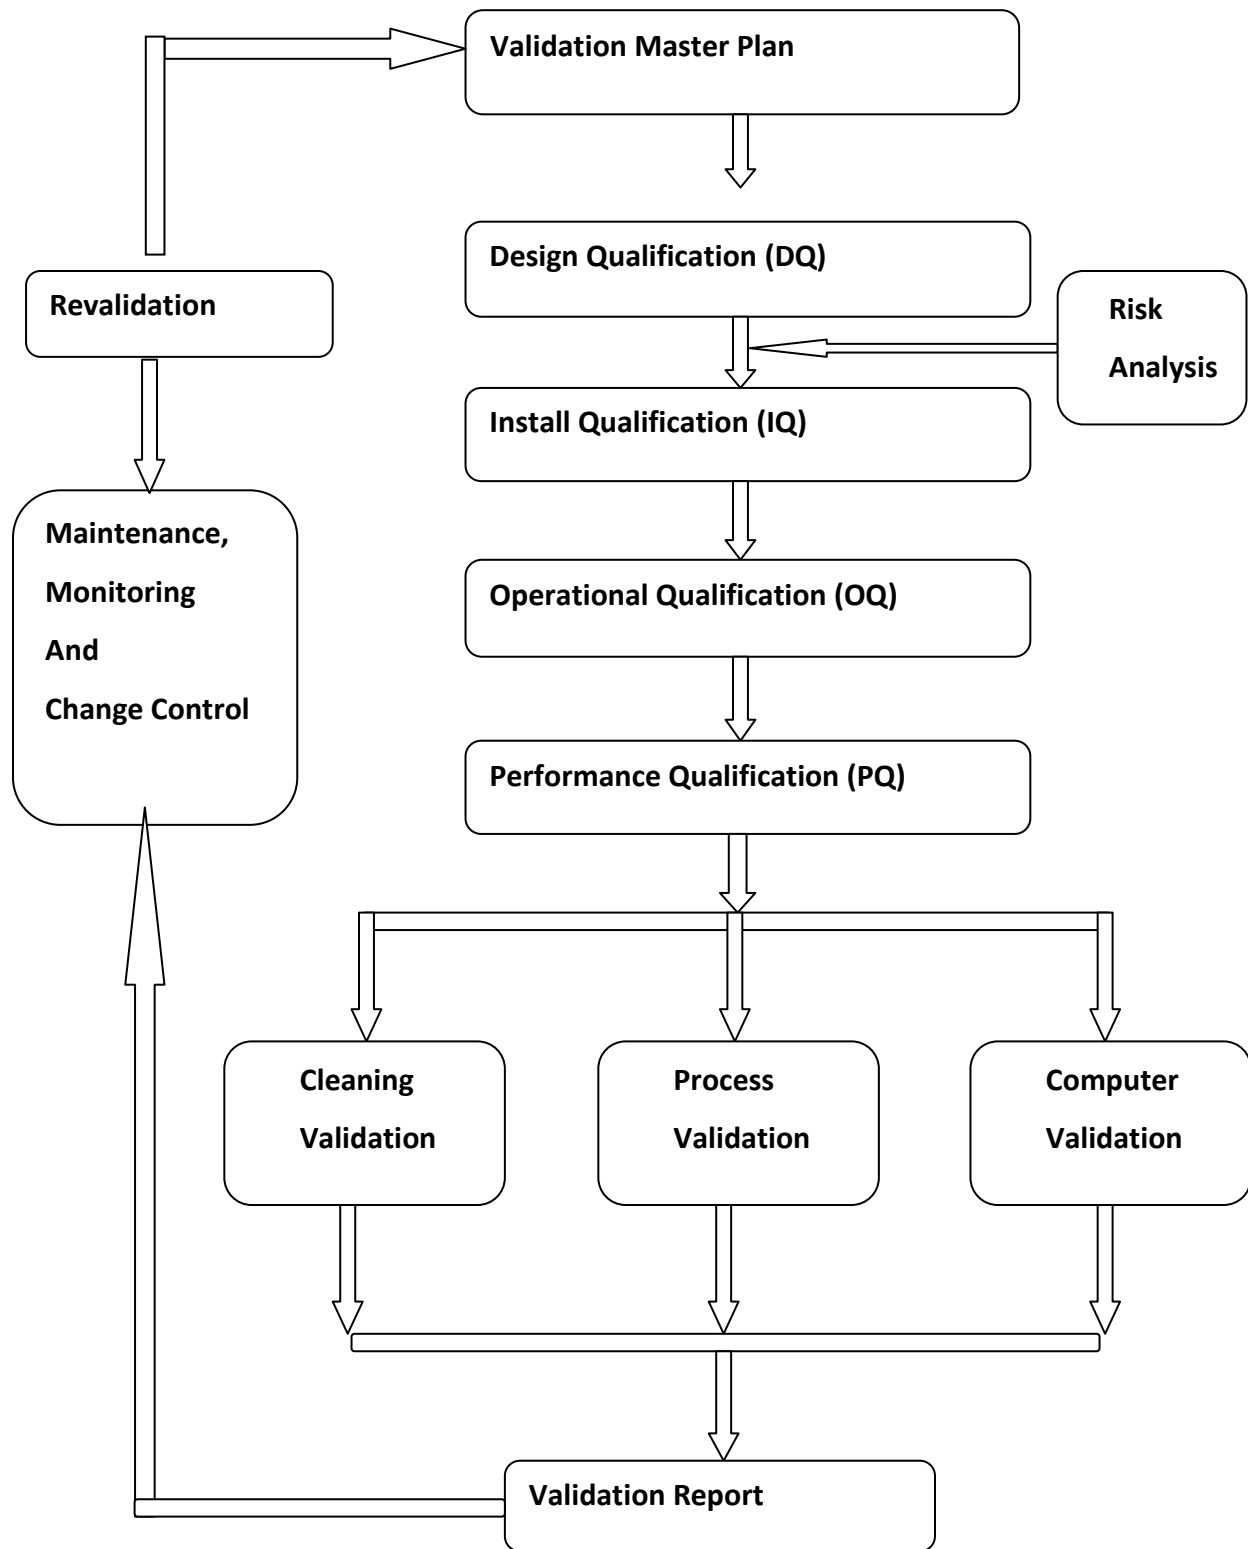 Validation Master Plan
Design Qualification (DQ)
Revalidation
Risk
Analysis
Install Qualification (IQ)
Maintenance,
Monitoring
And
Change Control
Operational Qualification (OQ)
Performance Qualification (PQ)
Cleaning
Validation
Process
Validation
Computer
Validation
Validation Report